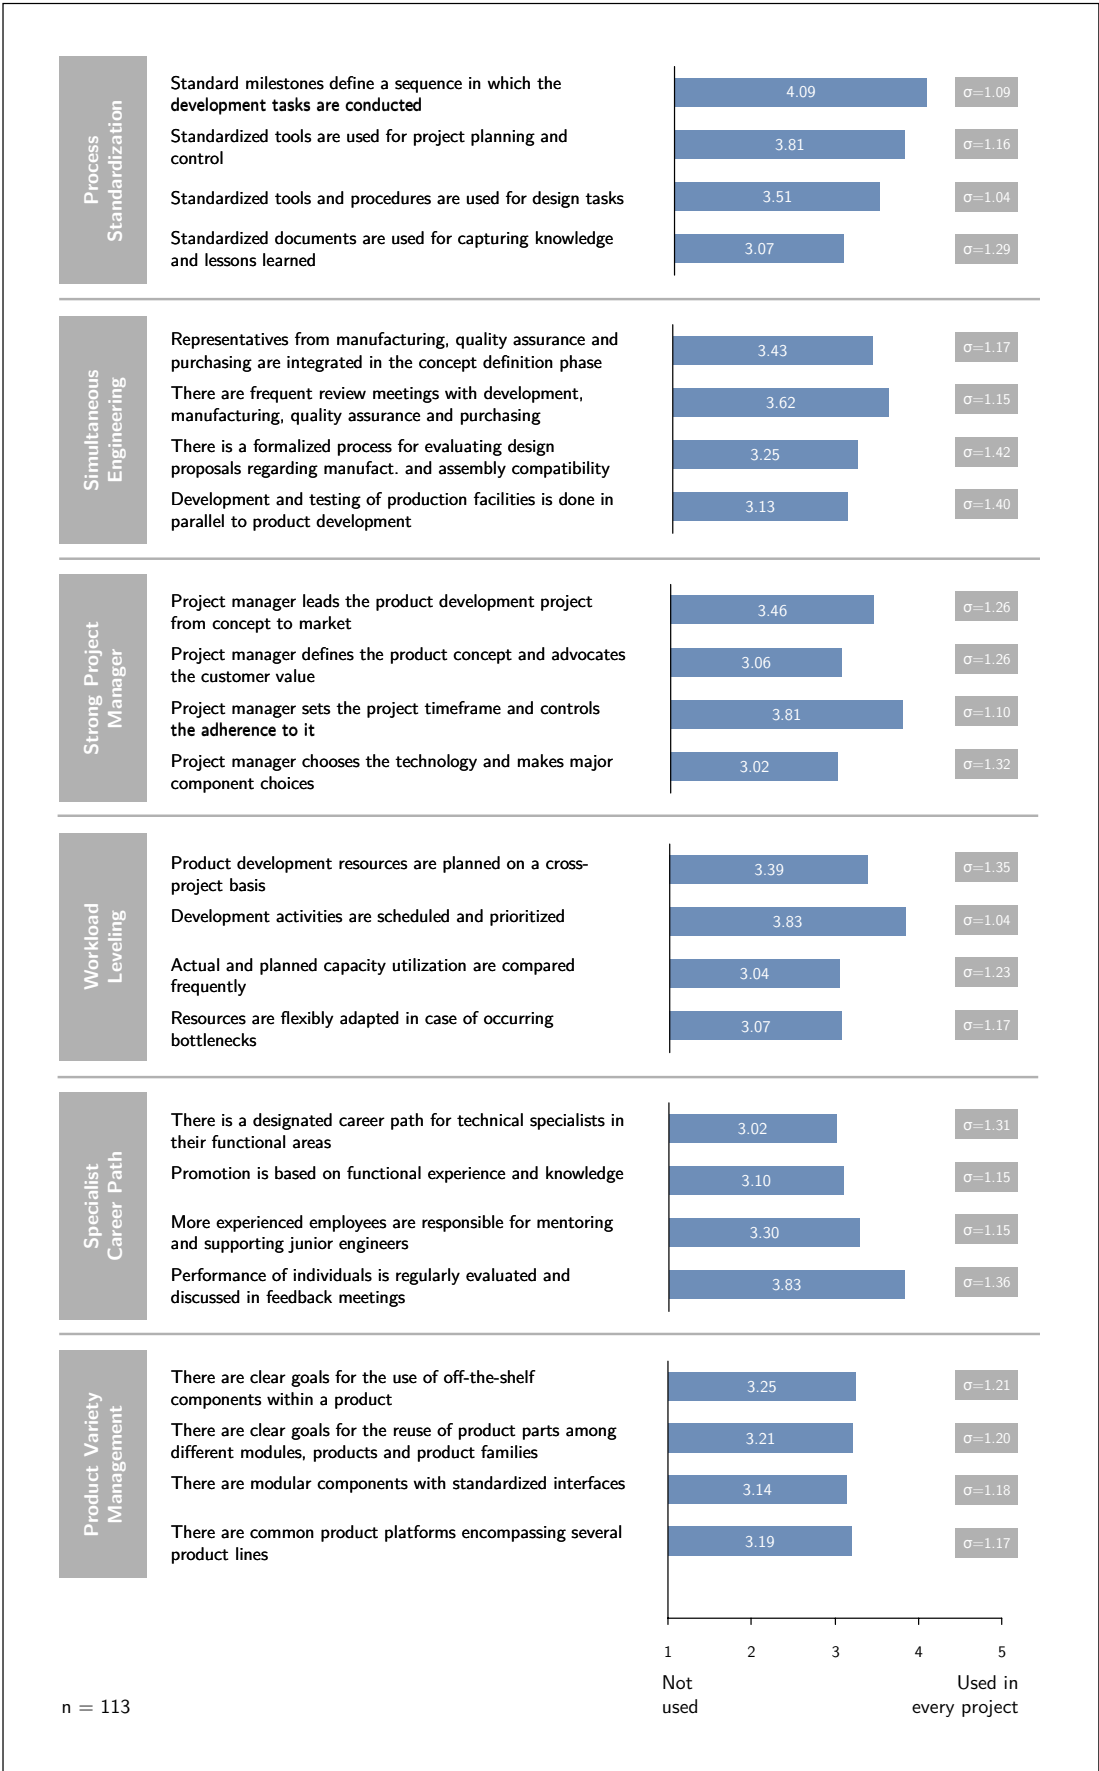 Process
Standardization
Standard milestones define a sequence in which the
development tasks are conducted
4.09
σ=1.09
Standardized tools are used for project planning and
control
3.81
σ=1.16
Standardized tools and procedures are used for design tasks
3.51
σ=1.04
Standardized documents are used for capturing knowledge
and lessons learned
3.07
σ=1.29
Simultaneous
Engineering
Representatives from manufacturing, quality assurance and
purchasing are integrated in the concept definition phase
3.43
σ=1.17
There are frequent review meetings with development,
manufacturing, quality assurance and purchasing
3.62
σ=1.15
There is a formalized process for evaluating design
proposals regarding manufact. and assembly compatibility
3.25
σ=1.42
Development and testing of production facilities is done in
parallel to product development
3.13
σ=1.40
Strong Project
Manager
Project manager leads the product development project
from concept to market
3.46
σ=1.26
Project manager defines the product concept and advocates
the customer value
3.06
σ=1.26
Project manager sets the project timeframe and controls
the adherence to it
3.81
σ=1.10
Project manager chooses the technology and makes major
component choices
3.02
σ=1.32
Workload
Leveling
Product development resources are planned on a cross-
project basis
3.39
σ=1.35
Development activities are scheduled and prioritized
3.83
σ=1.04
Actual and planned capacity utilization are compared
frequently
3.04
σ=1.23
Resources are flexibly adapted in case of occurring
bottlenecks
3.07
σ=1.17
Specialist
Career Path
There is a designated career path for technical specialists in
their functional areas
3.02
σ=1.31
Promotion is based on functional experience and knowledge
3.10
σ=1.15
More experienced employees are responsible for mentoring
and supporting junior engineers
3.30
σ=1.15
Performance of individuals is regularly evaluated and
discussed in feedback meetings
3.83
σ=1.36
Product Variety
Management
There are clear goals for the use of off-the-shelf
components within a product
3.25
σ=1.21
There are clear goals for the reuse of product parts among
different modules, products and product families
3.21
σ=1.20
There are modular components with standardized interfaces
3.14
σ=1.18
There are common product platforms encompassing several
product lines
3.19
σ=1.17
1 2 3 4 5
Not
used
Used in
every project
n = 113